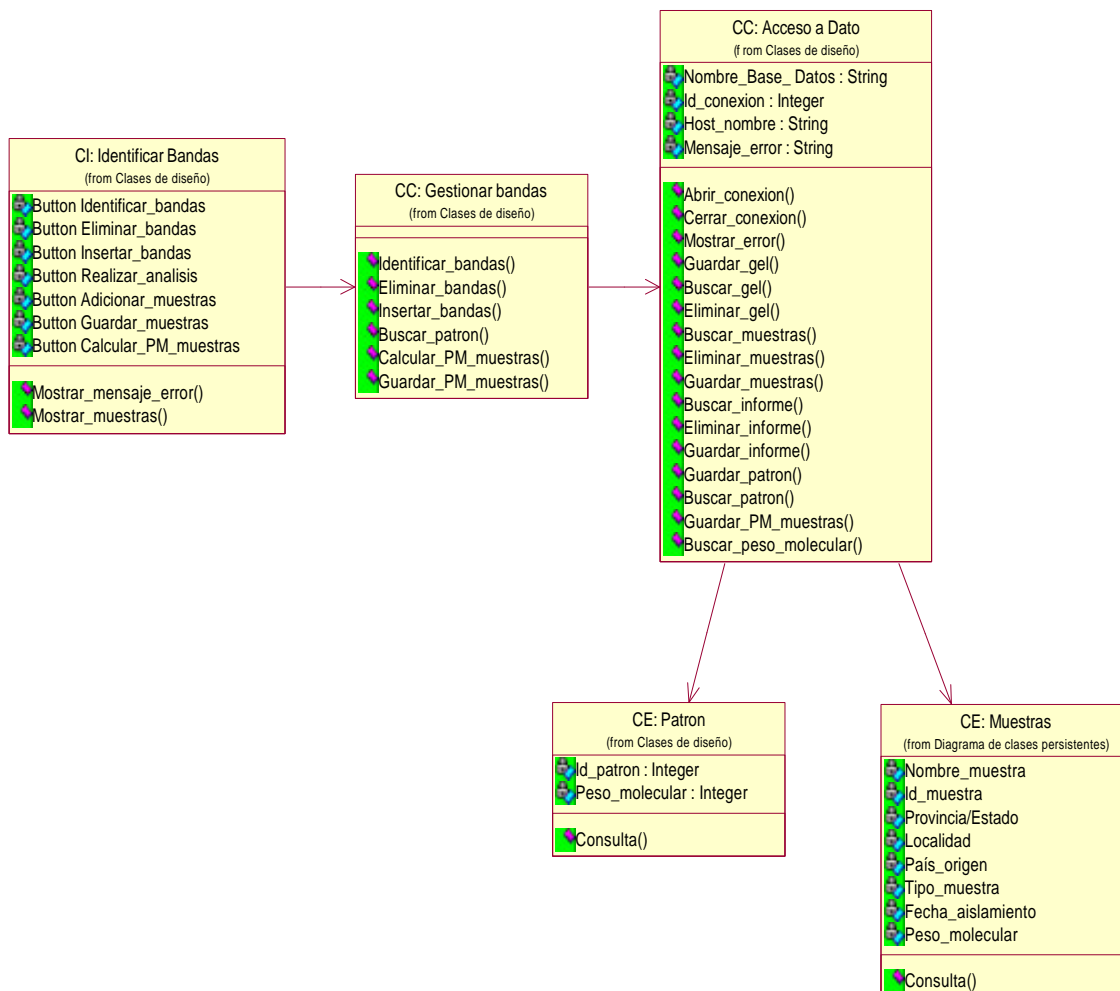 CC: Acceso a Dato
(f rom Clases de diseño)
Nombre_Base_ Datos : String
Id_conexion : Integer
Host_nombre : String
Mensaje_error : String
Abrir_conexion()
Cerrar_conexion()
Mostrar_error()
Guardar_gel()
Buscar_gel()
Eliminar_gel()
Buscar_muestras()
Eliminar_muestras()
Guardar_muestras()
Buscar_informe()
Eliminar_informe()
Guardar_informe()
Guardar_patron()
Buscar_patron()
Guardar_PM_muestras()
Buscar_peso_molecular()
CI: Identificar Bandas
(from Clases de diseño)
Button Identificar_bandas
Button Eliminar_bandas
Button Insertar_bandas
Button Realizar_analisis
Button Adicionar_muestras
Button Guardar_muestras
Button Calcular_PM_muestras
Mostrar_mensaje_error()
Mostrar_muestras()
CC: Gestionar bandas
(from Clases de diseño)
Identificar_bandas()
Eliminar_bandas()
Insertar_bandas()
Buscar_patron()
Calcular_PM_muestras()
Guardar_PM_muestras()
CE: Patron
(from Clases de diseño)
Id_patron : Integer
Peso_molecular : Integer
Consulta()
CE: Muestras
(from Diagrama de clases persistentes)
Nombre_muestra
Id_muestra
Provincia/Estado
Localidad
País_origen
Tipo_muestra
Fecha_aislamiento
Peso_molecular
Consulta()